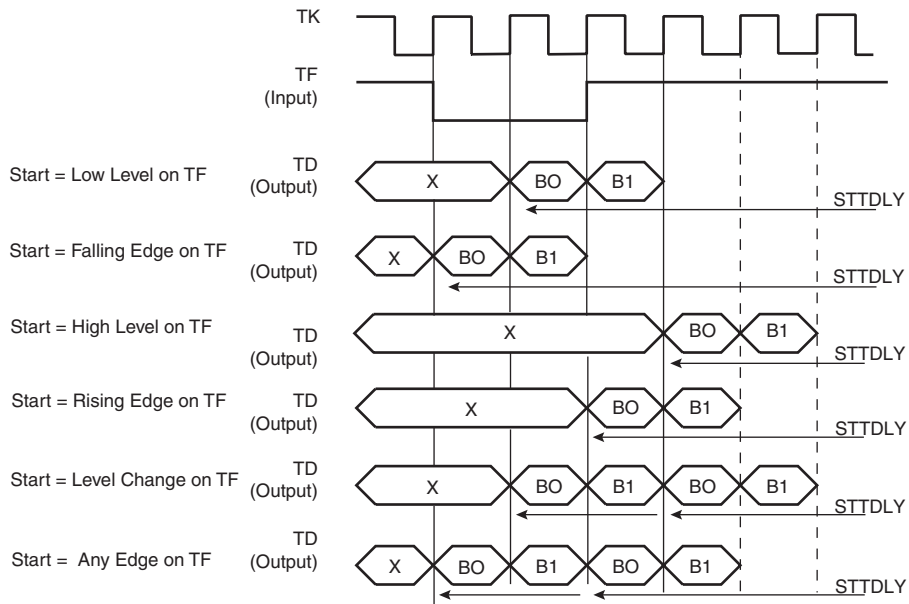 TK
TF
(Input)
Start = Low Level on TF
TD
(Output)
X
BO
B1
STTDLY
Start = Falling Edge on TF
TD
(Output)
X
BO
B1
STTDLY
Start = High Level on TF
TD
(Output)
X
BO
B1
STTDLY
Start = Rising Edge on TF
TD
(Output)
X
BO
B1
STTDLY
Start = Level Change on TF
TD
(Output)
X
BO
B1
BO
B1
STTDLY
Start = Any Edge on TF
TD
(Output)
X
BO
B1
BO
B1
STTDLY